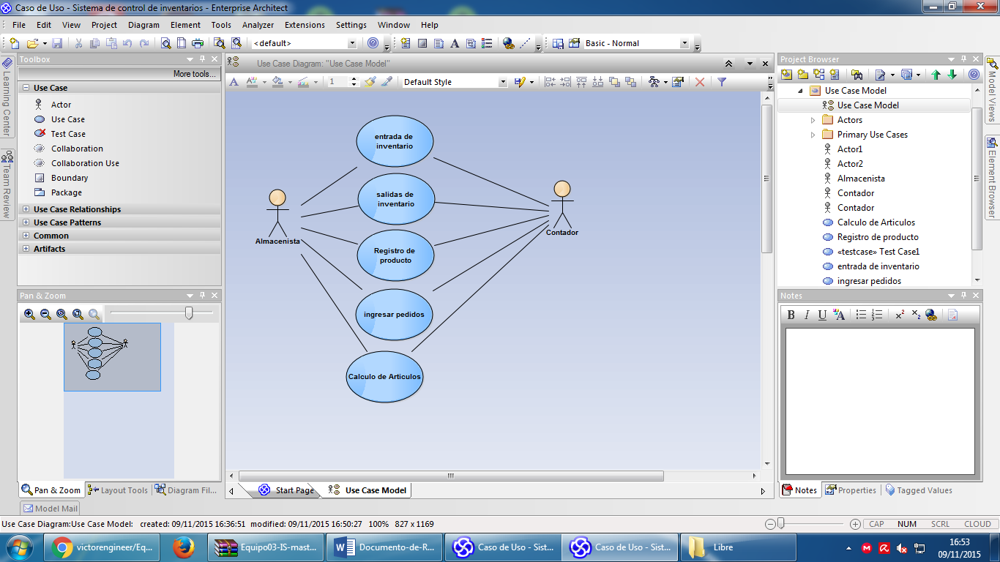 Caso de Uso - Sistema de control de inventarios - Enterprise Architect
File Edit View Project Diagram Element Tools Analyzer Extensions Settings Window Help
<default>
Basic - Normal
Toolbox
More tools...
Use Case
Actor
Use Case
Test Case
Collaboration
Collaboration Use
Boundary
Package
Use Case Relationships
Use Case Patterns
Common
Artifacts
Learning Center
Team Review
Pan & Zoom
Pan & Zoom
Layout Tools
Diagram Fil...
Model Mail
Use Case Diagram: "Use Case Model"
A
1
Default Style
entrada de
inventario
salidas de
inventario
Registro de
producto
ingresar pedidos
Calculo de Articulos
Almacenista
Contador
Start Page
Use Case Model
Project Browser
Use Case Model
Use Case Model
Actors
Primary Use Cases
Actor1
Actor2
Almacenista
Contador
Contador
Calculo de Articulos
Registro de producto
«testcase» Test Case1
entrada de inventario
ingresar pedidos
Model Views
Element Browser
Notes
B I U A
x² x₂
Notes
Properties
Tagged Values
Use Case Diagram:Use Case Model: created: 09/11/2015 16:36:51 modified: 09/11/2015 16:50:27 100% 827 x 1169
CAP NUM SCRL CLOUD
victorengineer/Eq...
Equipo03-IS-mast...
Documento-de-R...
Caso de Uso - Sist...
Caso de Uso - Sist...
Libre
16:53
09/11/2015